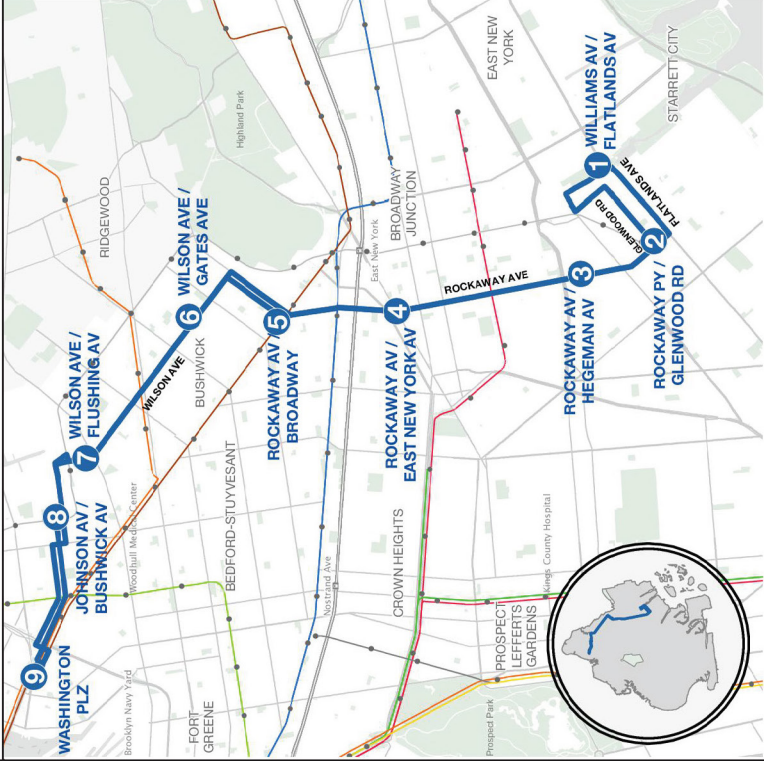 WASHINGTON
PLZ
9
JOHNSON AV /
BUSHWICK AV
8
WILSON AVE /
FLUSHING AV
7
WILSON AVE /
GATES AVE
6
ROCKAWAY AV /
BROADWAY
5
ROCKAWAY AV /
EAST NEW YORK AV
4
ROCKAWAY AV /
HEGEMAN AV
3
ROCKAWAY PY /
GLENWOOD RD
2
WILLIAMS AV /
FLATLANDS AV
1
WILSON AVE
ROCKAWAY AVE
GLENWOOD RD
FLATLANDS AVE
RIDGEWOOD
BUSHWICK
Highland Park
EAST NEW
YORK
STARRETT CITY
BROADWAY
JUNCTION
East New York
BEDFORD-STUYVESANT
Woodhull Medical Center
Brooklyn Navy Yard
FORT
GREENE
Nostrand Ave
CROWN HEIGHTS
PROSPECT
LEFFERTS
GARDENS
Prospect Park
Kings County Hospital